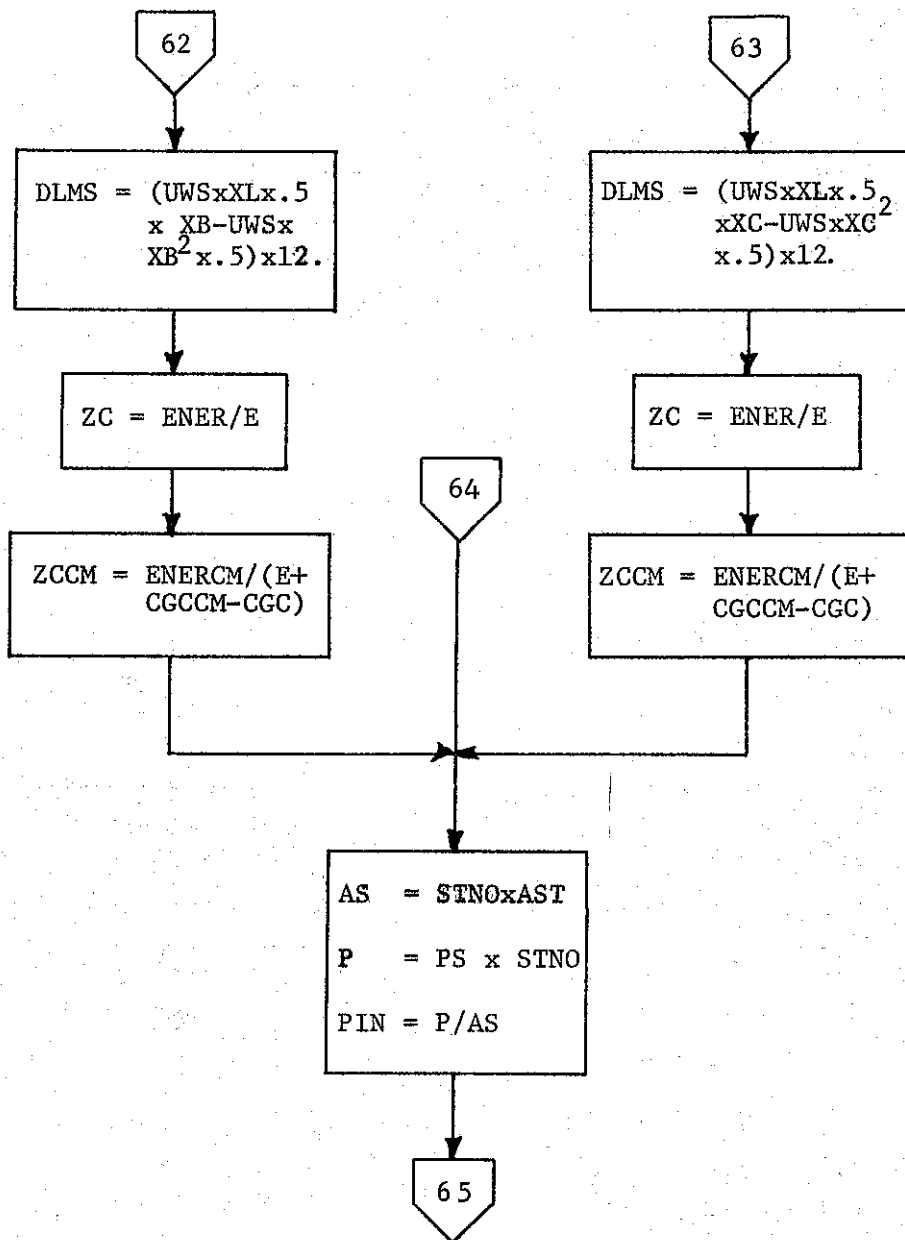 62
DLMS = (UWSxXLx.5
x XB-UWSx
XB²x.5)x12.
ZC = ENER/E
ZCCM = ENERCM/(E+
CGCCM-CGC)
63
DLMS = (UWSxXLx.5
xXC-UWSxXC²
x.5)x12.
ZC = ENER/E
ZCCM = ENERCM/(E+
CGCCM-CGC)
64
AS = STNOxAST
P = PS x STNO
PIN = P/AS
65